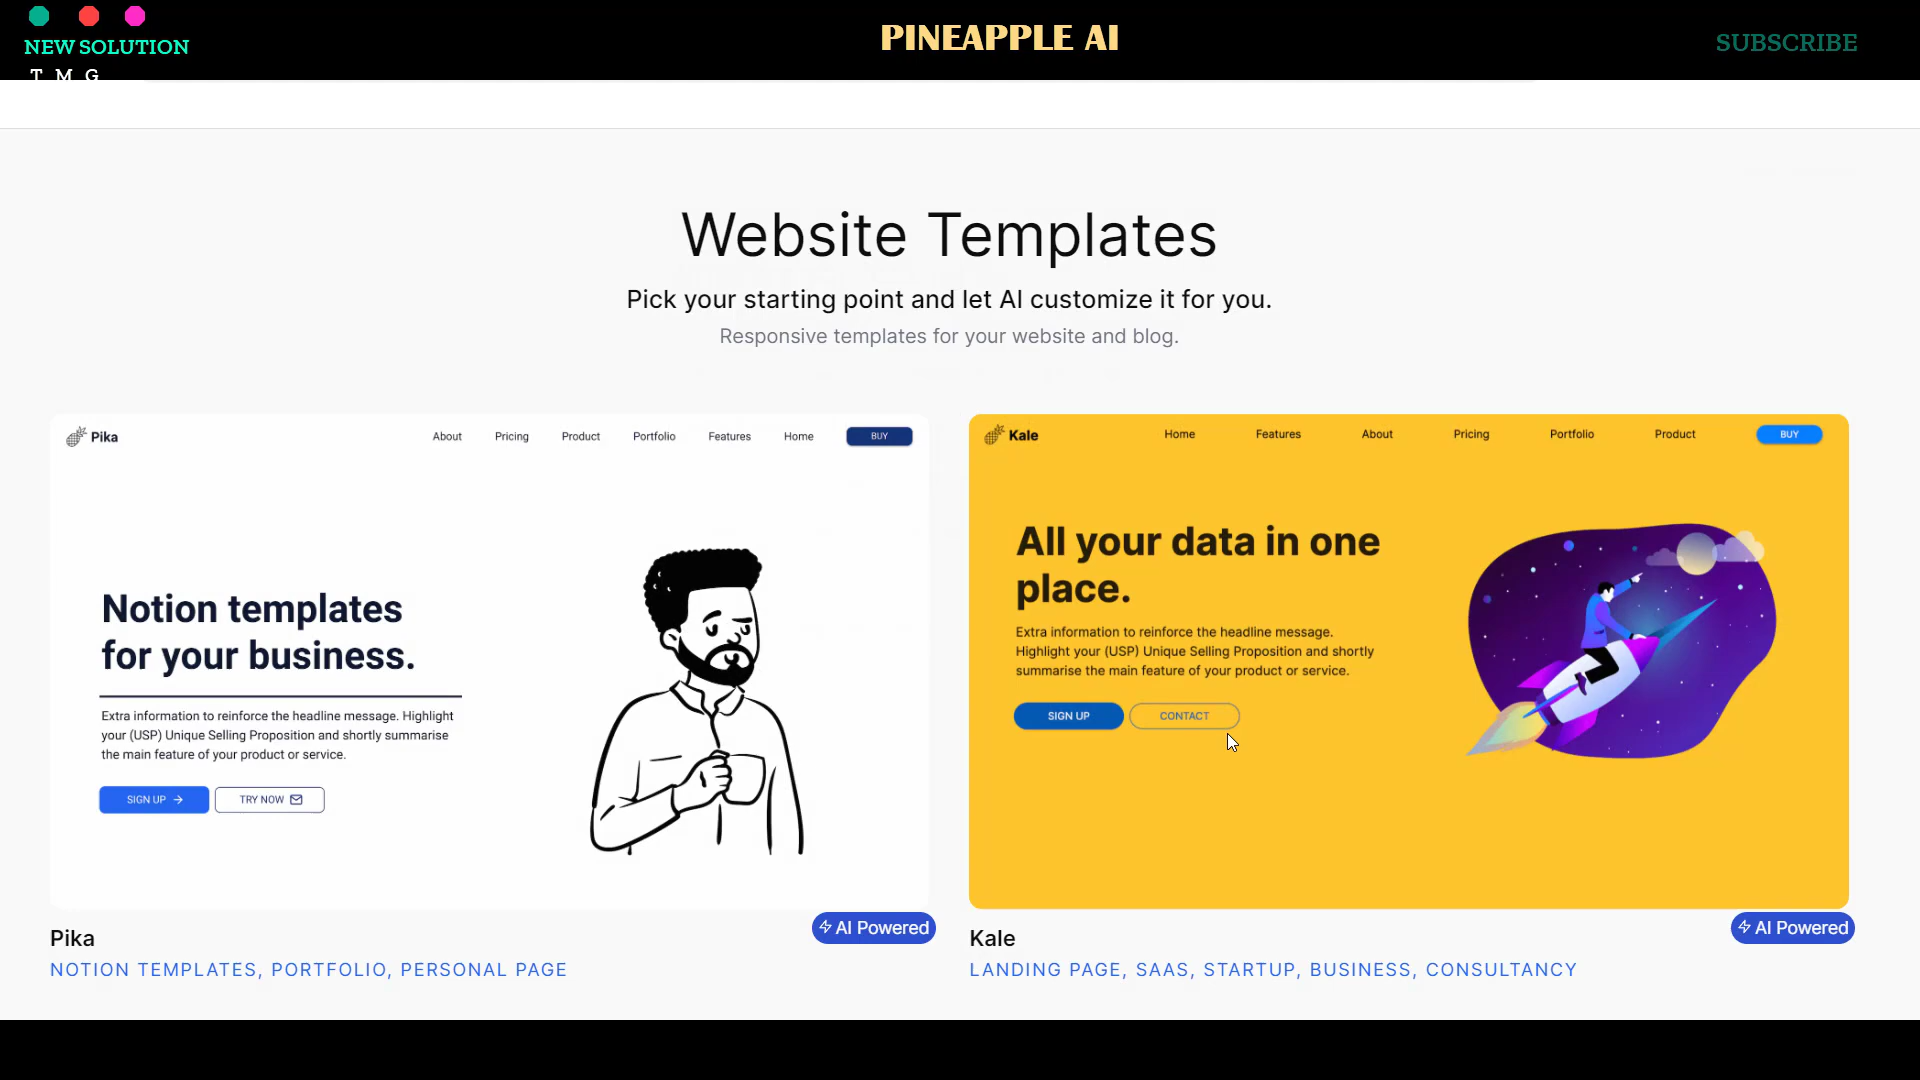 NEW SOLUTION
T M G
PINEAPPLE AI
SUBSCRIBE
Website Templates
Pick your starting point and let AI customize it for you.
Responsive templates for your website and blog.
Pika
About Pricing Product Portfolio Features Home BUY
Notion templates
for your business.
Extra information to reinforce the headline message. Highlight
your (USP) Unique Selling Proposition and shortly summarise
the main feature of your product or service.
SIGN UP TRY NOW
Pika
AI Powered
NOTION TEMPLATES, PORTFOLIO, PERSONAL PAGE
Kale
Home Features About Pricing Portfolio Product BUY
All your data in one
place.
Extra information to reinforce the headline message.
Highlight your (USP) Unique Selling Proposition and shortly
summarise the main feature of your product or service.
SIGN UP CONTACT
Kale
AI Powered
LANDING PAGE, SAAS, STARTUP, BUSINESS, CONSULTANCY